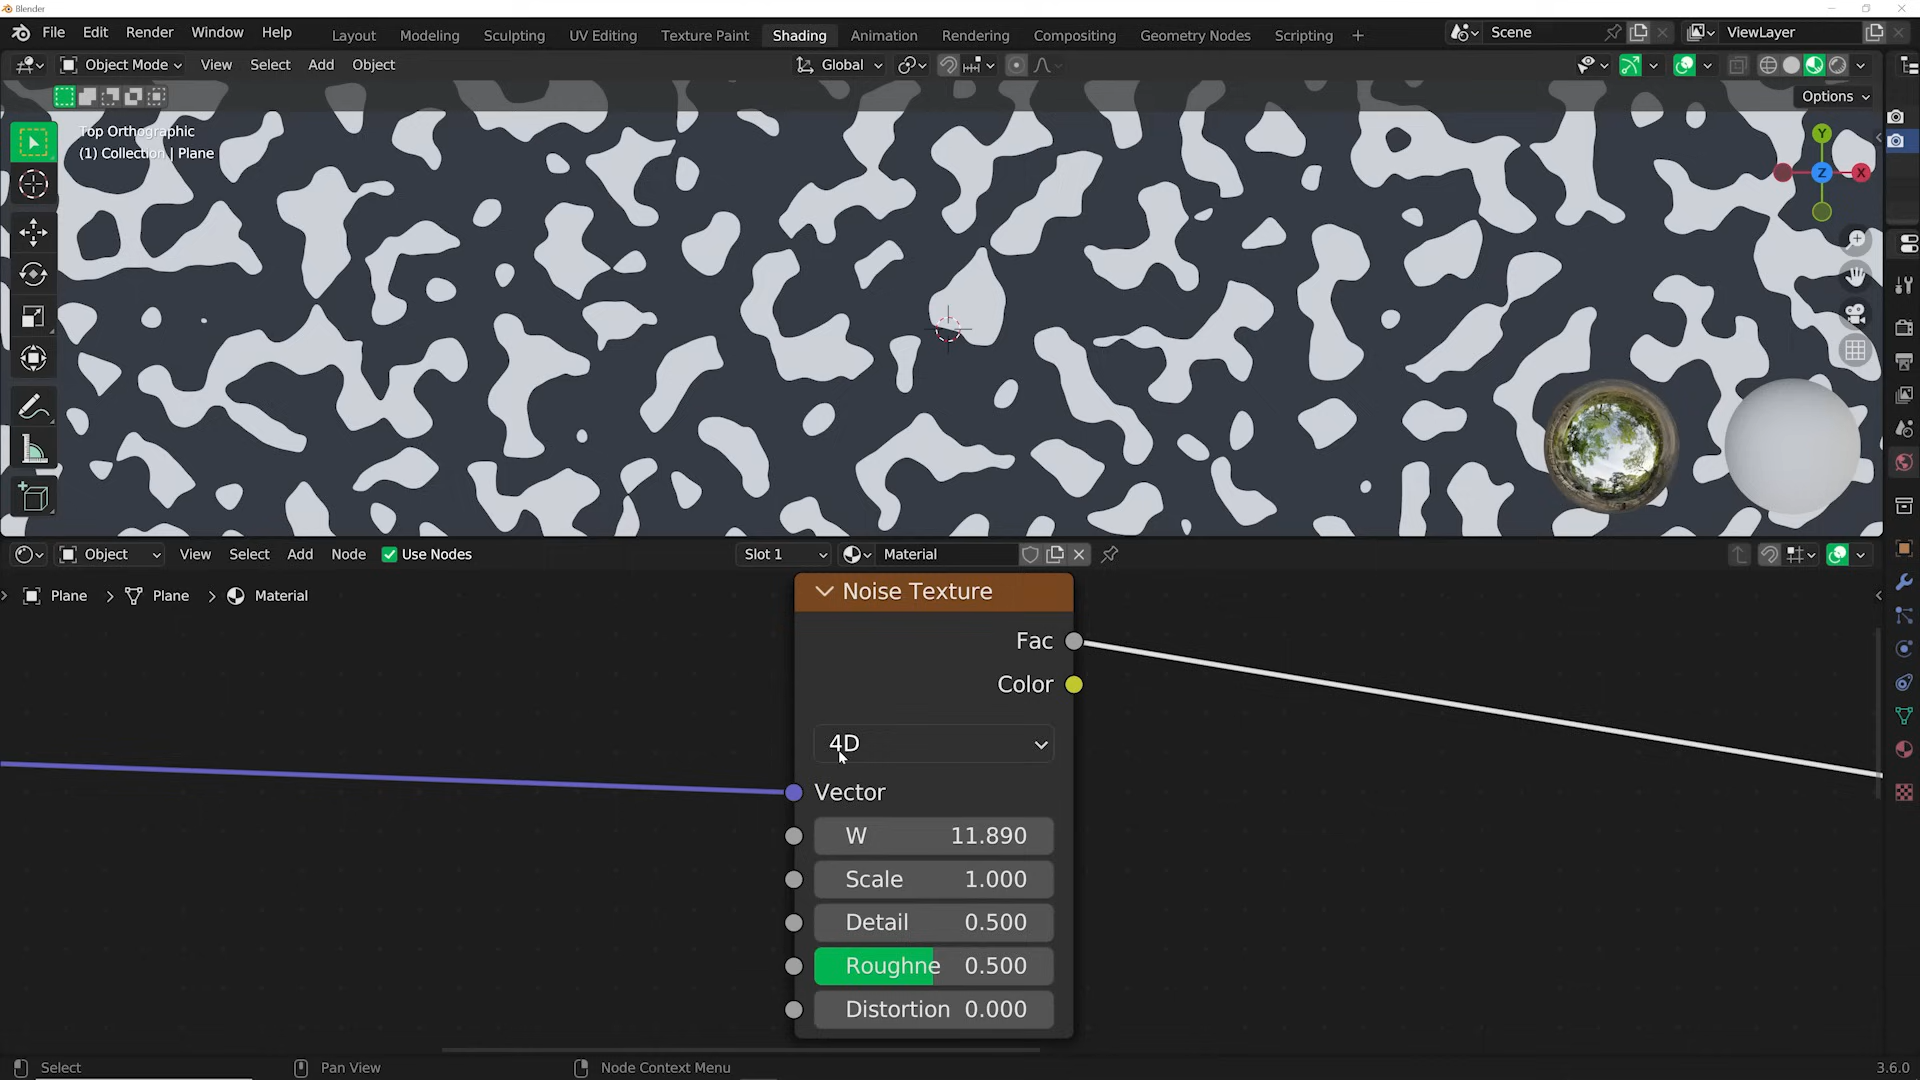 Blender
File Edit Render Window Help Layout Modeling Sculpting UV Editing Texture Paint Shading Animation Rendering Compositing Geometry Nodes Scripting + Scene ViewLayer
Object Mode View Select Add Object Global
Options
Top Orthographic
(1) Collection | Plane
Y
Z X
Object View Select Add Node Use Nodes Slot 1 Material
Plane > Plane > Material
Noise Texture
Fac
Color
4D
Vector
W 11.890
Scale 1.000
Detail 0.500
Roughne 0.500
Distortion 0.000
Select Pan View Node Context Menu 3.6.0